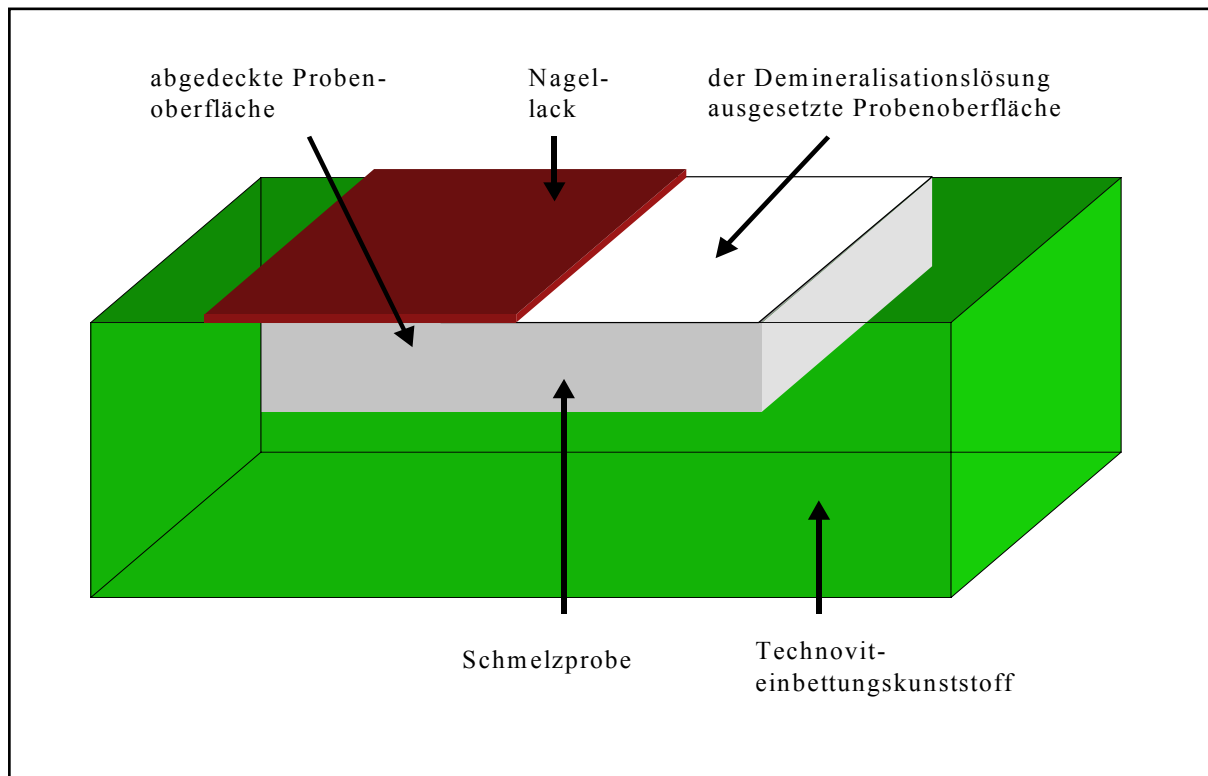 abgedeckte Proben-
oberfläche
Nagel-
lack
der Demineralisationslösung
ausgesetzte Probenoberfläche
Schmelzprobe
Technovit-
einbettungskunststoff